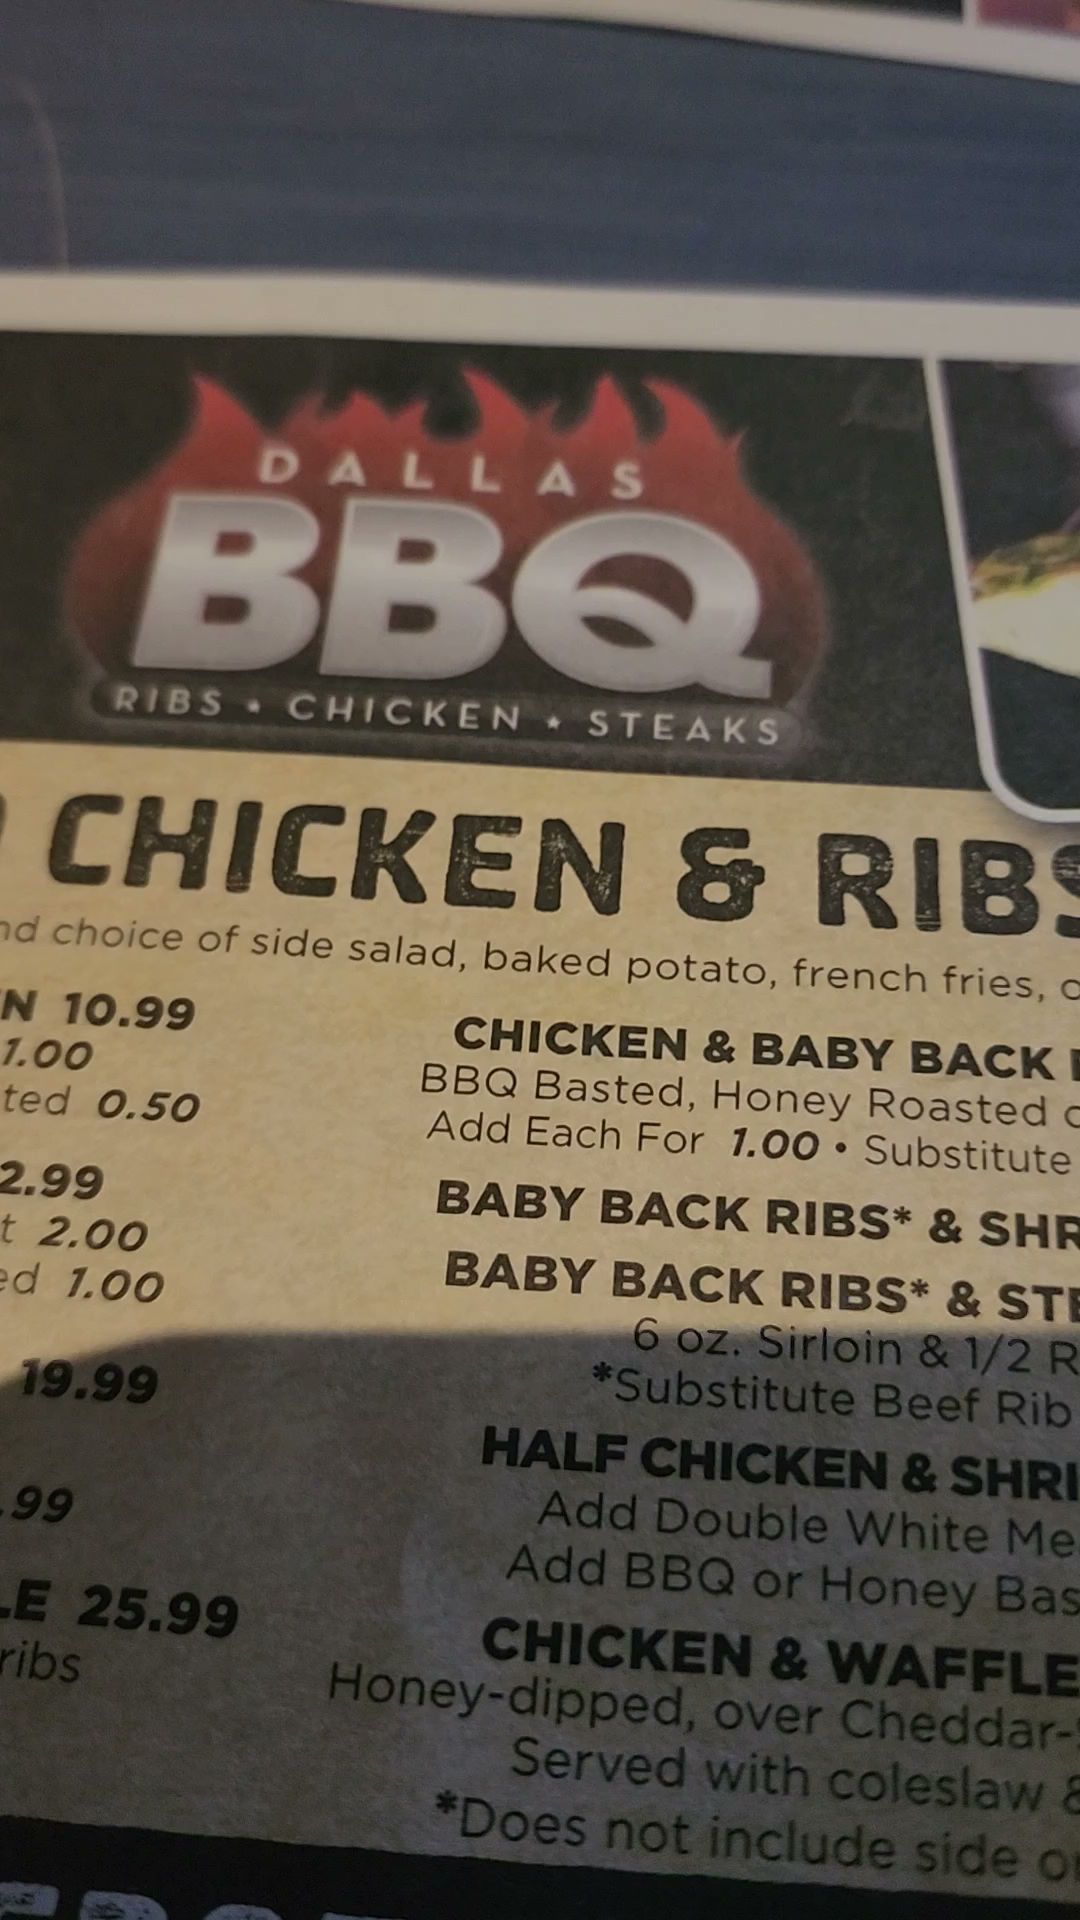 DALLAS
BBQ
RIBS • CHICKEN ★ STEAKS
CHICKEN & RIBS
nd choice of side salad, baked potato, french fries, o
N 10.99
1.00
ted 0.50
2.99
t 2.00
ed 1.00
19.99
.99
LE 25.99
ribs
CHICKEN & BABY BACK
BBQ Basted, Honey Roasted o
Add Each For 1.00 • Substitute
BABY BACK RIBS* & SHR
BABY BACK RIBS* & STE
6 oz. Sirloin & 1/2 R
*Substitute Beef Rib
HALF CHICKEN & SHRI
Add Double White Me
Add BBQ or Honey Bas
CHICKEN & WAFFLE
Honey-dipped, over Cheddar-
Served with coleslaw &
*Does not include side o